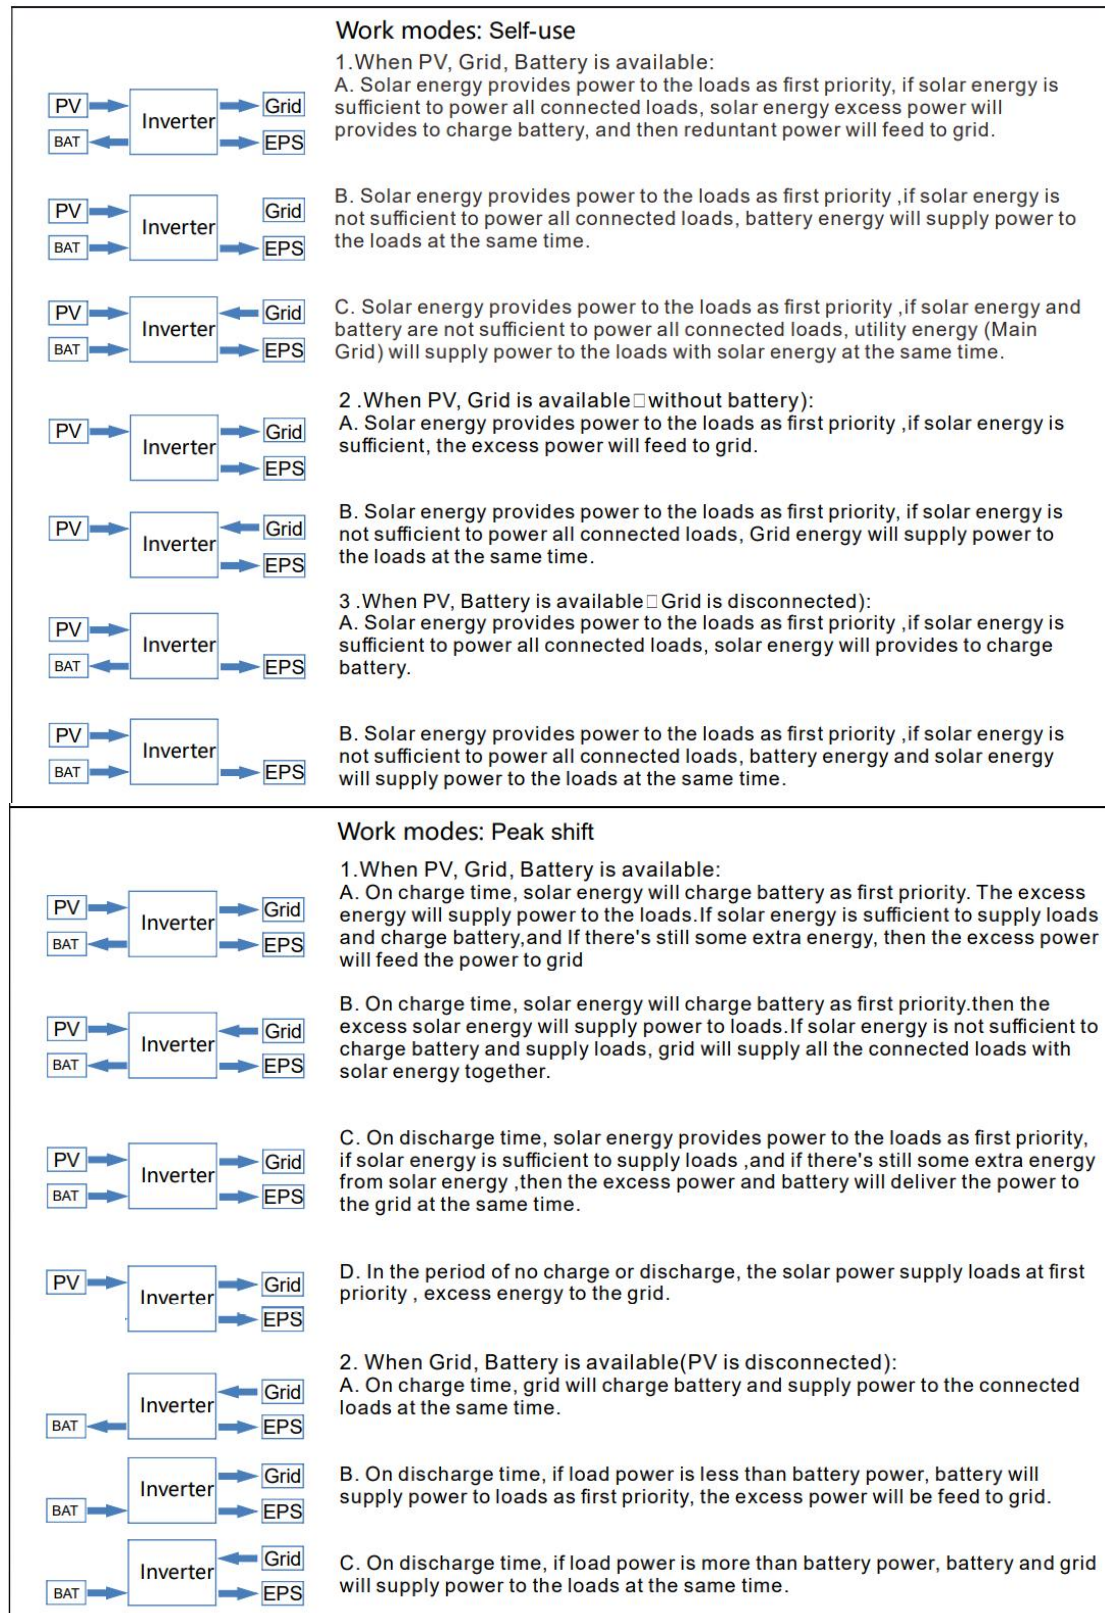 Work modes: Self-use
1.When PV, Grid, Battery is available:
A. Solar energy provides power to the loads as first priority, if solar energy is
sufficient to power all connected loads, solar energy excess power will
provides to charge battery, and then reduntant power will feed to grid.
PV
BAT
Inverter
Grid
EPS
B. Solar energy provides power to the loads as first priority ,if solar energy is
not sufficient to power all connected loads, battery energy will supply power to
the loads at the same time.
PV
BAT
Inverter
Grid
EPS
C. Solar energy provides power to the loads as first priority ,if solar energy and
battery are not sufficient to power all connected loads, utility energy (Main
Grid) will supply power to the loads with solar energy at the same time.
PV
BAT
Inverter
Grid
EPS
2 .When PV, Grid is available□without battery):
A. Solar energy provides power to the loads as first priority ,if solar energy is
sufficient, the excess power will feed to grid.
PV
Inverter
Grid
EPS
B. Solar energy provides power to the loads as first priority, if solar energy is
not sufficient to power all connected loads, Grid energy will supply power to
the loads at the same time.
PV
Inverter
Grid
EPS
3 .When PV, Battery is available□Grid is disconnected):
A. Solar energy provides power to the loads as first priority ,if solar energy is
sufficient to power all connected loads, solar energy will provides to charge
battery.
PV
BAT
Inverter
EPS
B. Solar energy provides power to the loads as first priority ,if solar energy is
not sufficient to power all connected loads, battery energy and solar energy
will supply power to the loads at the same time.
PV
BAT
Inverter
EPS
Work modes: Peak shift
1.When PV, Grid, Battery is available:
A. On charge time, solar energy will charge battery as first priority. The excess
energy will supply power to the loads.If solar energy is sufficient to supply loads
and charge battery,and If there's still some extra energy, then the excess power
will feed the power to grid
PV
BAT
Inverter
Grid
EPS
B. On charge time, solar energy will charge battery as first priority.then the
excess solar energy will supply power to loads.If solar energy is not sufficient to
charge battery and supply loads, grid will supply all the connected loads with
solar energy together.
PV
BAT
Inverter
Grid
EPS
C. On discharge time, solar energy provides power to the loads as first priority,
if solar energy is sufficient to supply loads ,and if there's still some extra energy
from solar energy ,then the excess power and battery will deliver the power to
the grid at the same time.
PV
BAT
Inverter
Grid
EPS
D. In the period of no charge or discharge, the solar power supply loads at first
priority , excess energy to the grid.
PV
Inverter
Grid
EPS
2. When Grid, Battery is available(PV is disconnected):
A. On charge time, grid will charge battery and supply power to the connected
loads at the same time.
BAT
Inverter
Grid
EPS
B. On discharge time, if load power is less than battery power, battery will
supply power to loads as first priority, the excess power will be feed to grid.
BAT
Inverter
Grid
EPS
C. On discharge time, if load power is more than battery power, battery and grid
will supply power to the loads at the same time.
BAT
Inverter
Grid
EPS